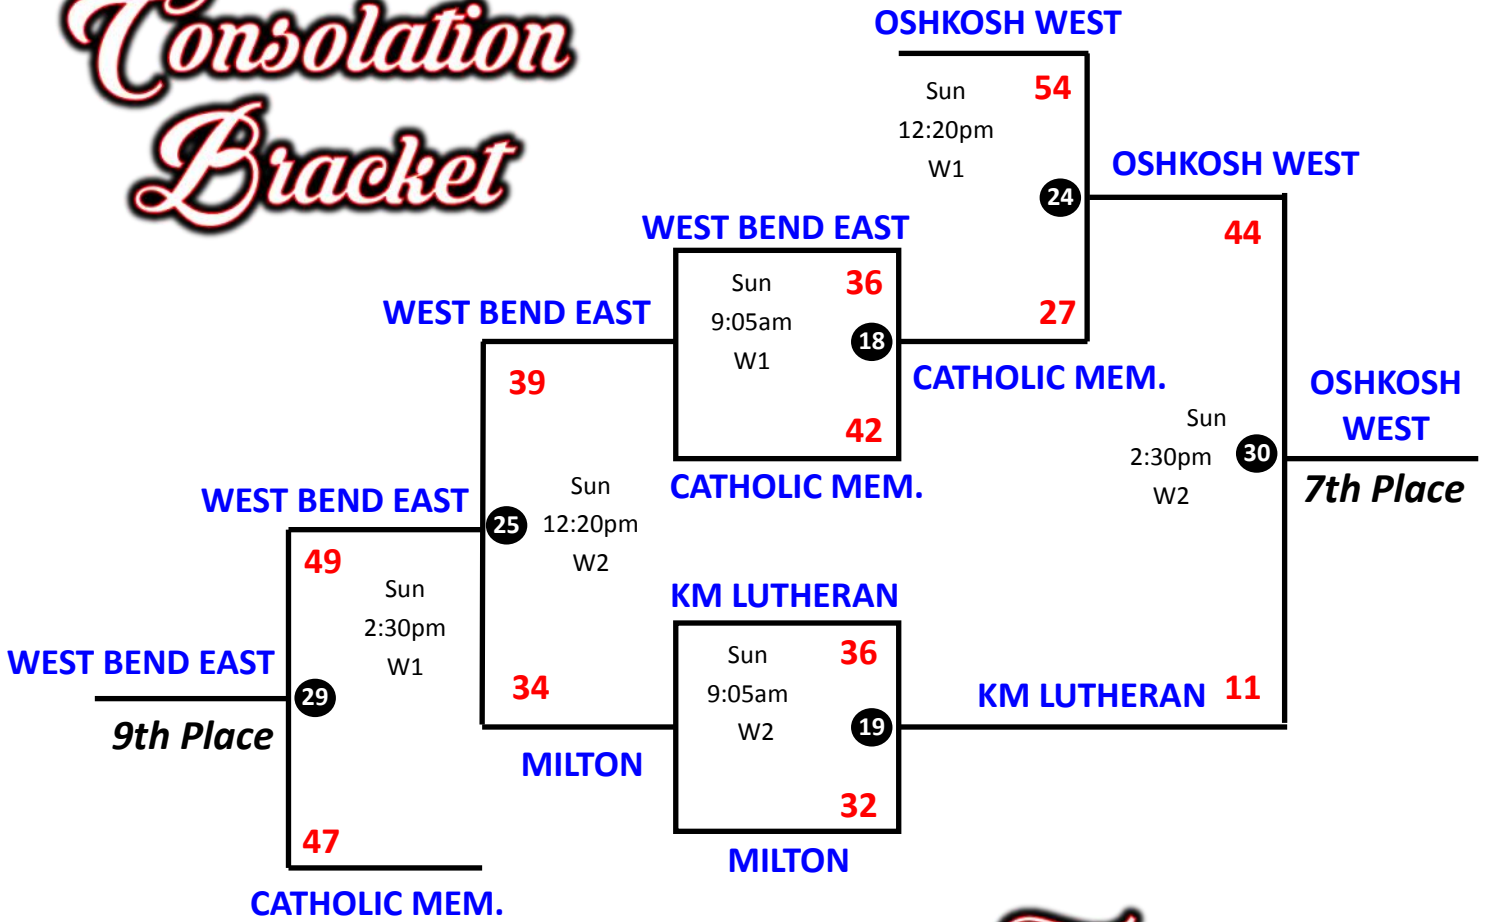 Consolation
Bracket
OSHKOSH WEST
Sun
12:20pm
W1
54
24
27
OSHKOSH WEST
44
WEST BEND EAST
Sun
9:05am
W1
36
18
42
CATHOLIC MEM.
CATHOLIC MEM.
WEST BEND EAST
39
Sun
12:20pm
W2
25
34
MILTON
Sun
2:30pm
W2
30
OSHKOSH
WEST
7th Place
WEST BEND EAST
49
Sun
2:30pm
W1
29
47
CATHOLIC MEM.
WEST BEND EAST
9th Place
KM LUTHERAN
Sun
9:05am
W2
36
19
32
MILTON
KM LUTHERAN
11